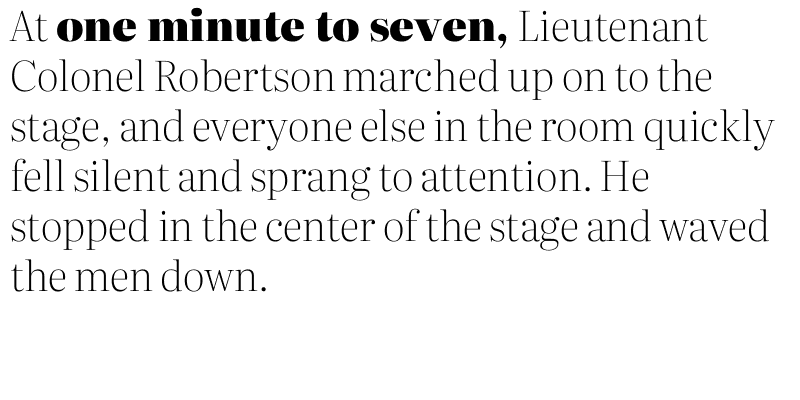 At one minute to seven, Lieutenant
Colonel Robertson marched up on to the
stage, and everyone else in the room quickly
fell silent and sprang to attention. He
stopped in the center of the stage and waved
the men down.